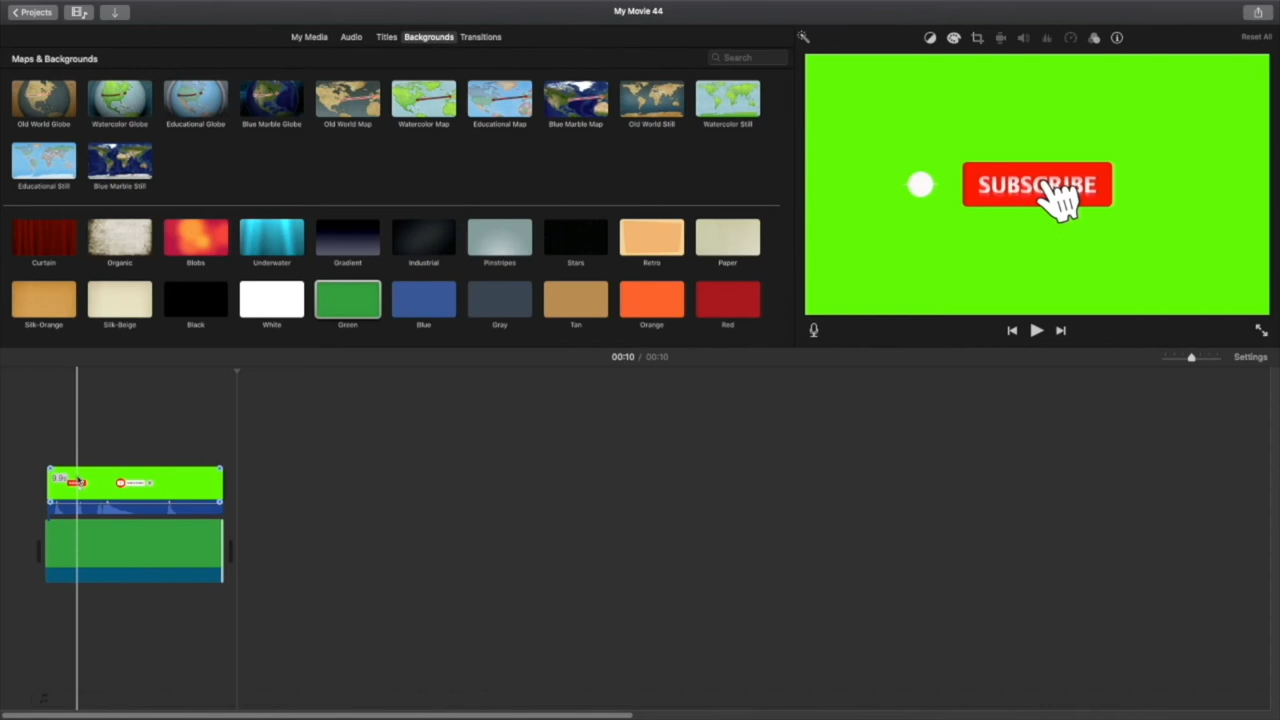 Projects
My Movie 44
My Media Audio Titles Backgrounds Transitions
Reset All
Maps & Backgrounds
Search
Old World Globe Watercolor Globe Educational Globe Blue Marble Globe Old World Map Watercolor Map Educational Map Blue Marble Map Old World Still Watercolor Still
Educational Still Blue Marble Still
SUBSCRIBE
Curtain Organic Blobs Underwater Gradient Industrial Pinstripes Stars Retro Paper
Silk-Orange Silk-Beige Black White Green Blue Gray Tan Orange Red
00:10 / 00:10
Settings
9.9s